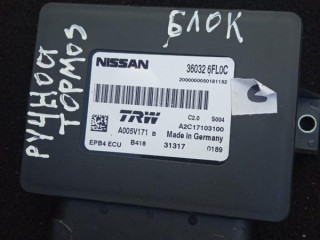 РУЧНОЙ
ТОРМОЗ
БЛОК
NISSAN
36032 6FL0C
2000000000181152
TRW
C2.0 S004
A2C17103100
A005V171 B
Made in Germany
EPB4 ECU B418 31317 0189